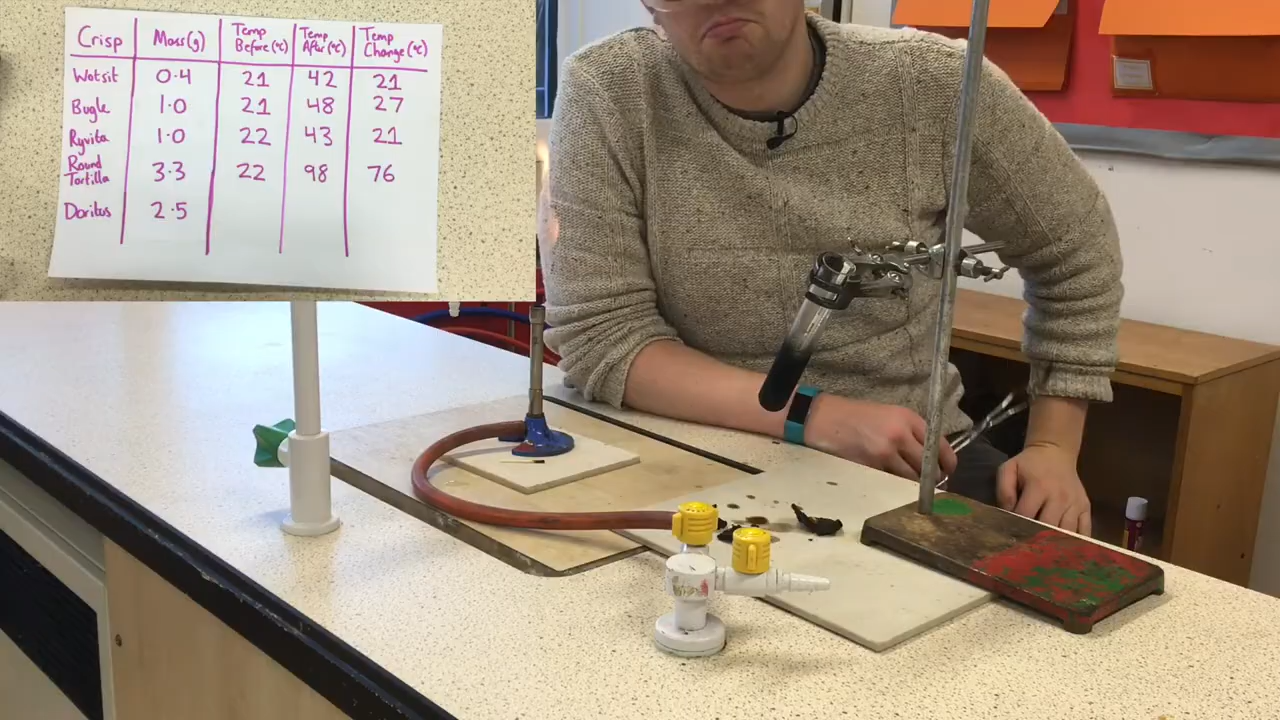 Crisp Mass(g) Temp Before(°C) Temp After(°C) Temp Change(°C)
Wotsit 0.4 21 42 21
Bugle 1.0 21 48 27
Ryvita 1.0 22 43 21
Round Tortilla 3.3 22 98 76
Doritos 2.5